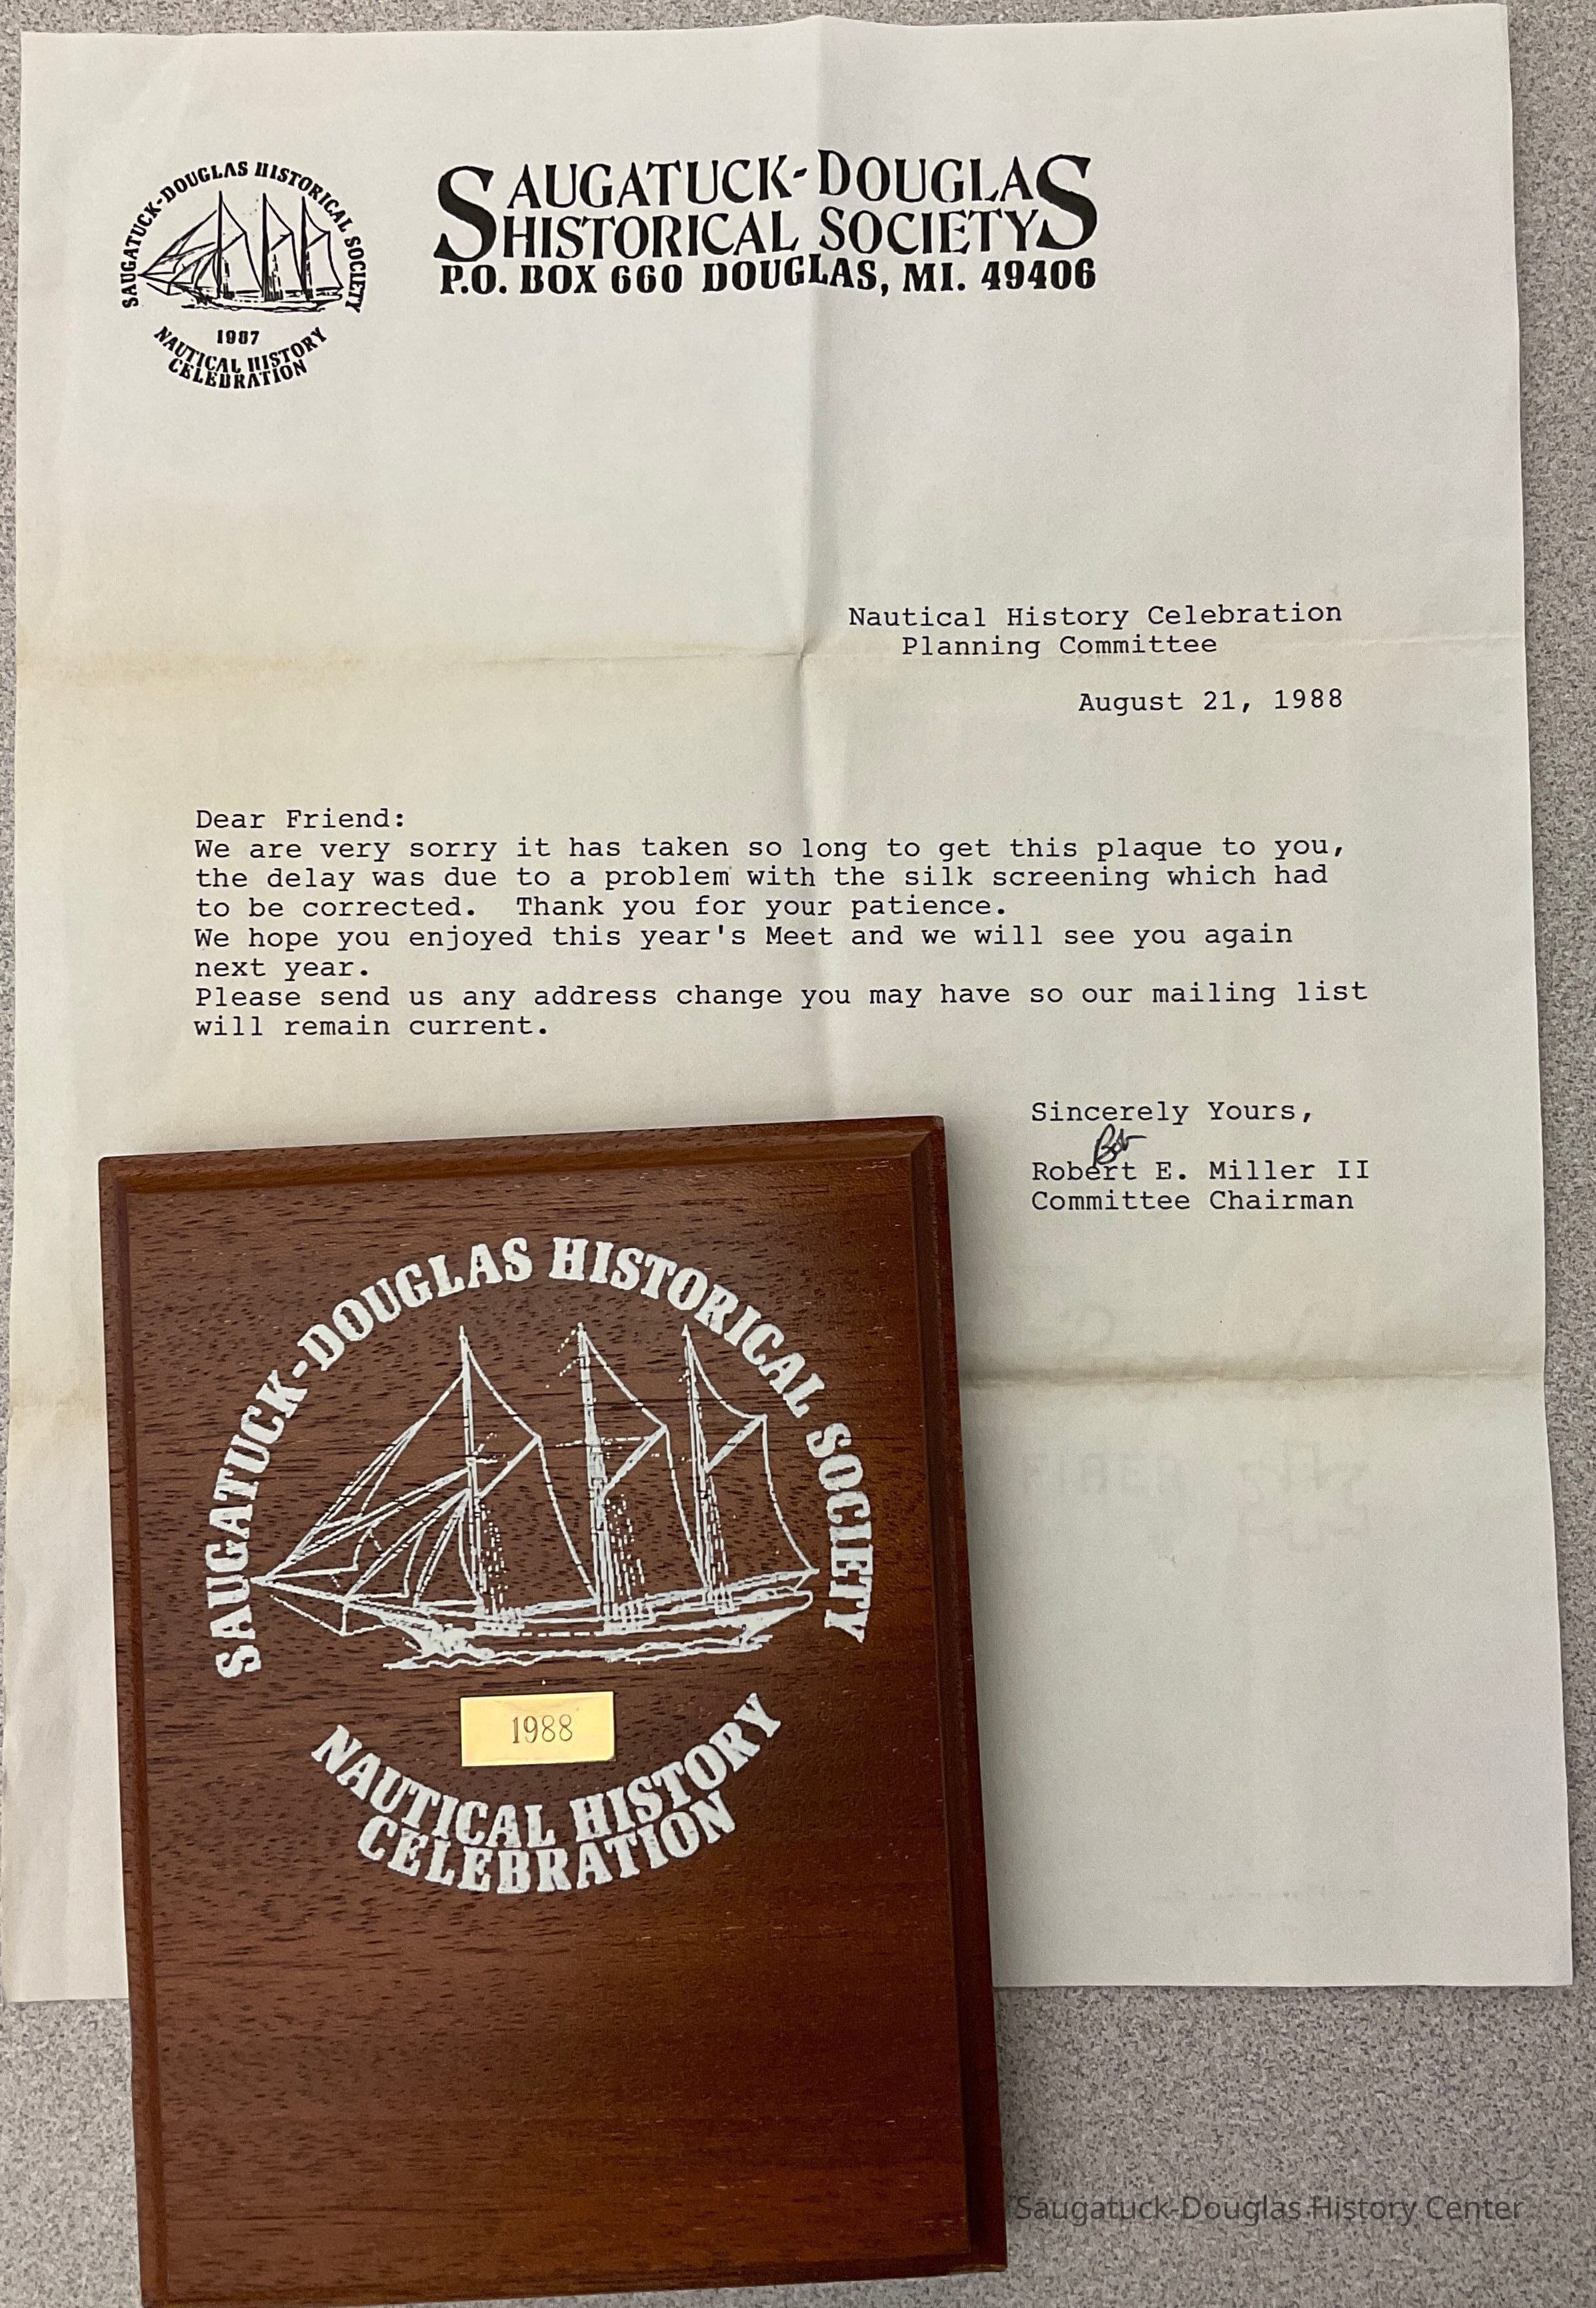 SAUGATUCK-DOUGLAS HISTORICAL SOCIETY
1987
NAUTICAL HISTORY
CELEBRATION
SAUGATUCK-DOUGLAS
HISTORICAL SOCIETY
P.O. BOX 660 DOUGLAS, MI. 49406
Nautical History Celebration
Planning Committee
August 21, 1988
Dear Friend:
We are very sorry it has taken so long to get this plaque to you,
the delay was due to a problem with the silk screening which had
to be corrected.  Thank you for your patience.
We hope you enjoyed this year's Meet and we will see you again
next year.
Please send us any address change you may have so our mailing list
will remain current.
Sincerely Yours,
Bob
Robert E. Miller II
Committee Chairman
SAUGATUCK-DOUGLAS HISTORICAL SOCIETY
1988
NAUTICAL HISTORY
CELEBRATION
Saugatuck-Douglas History Center